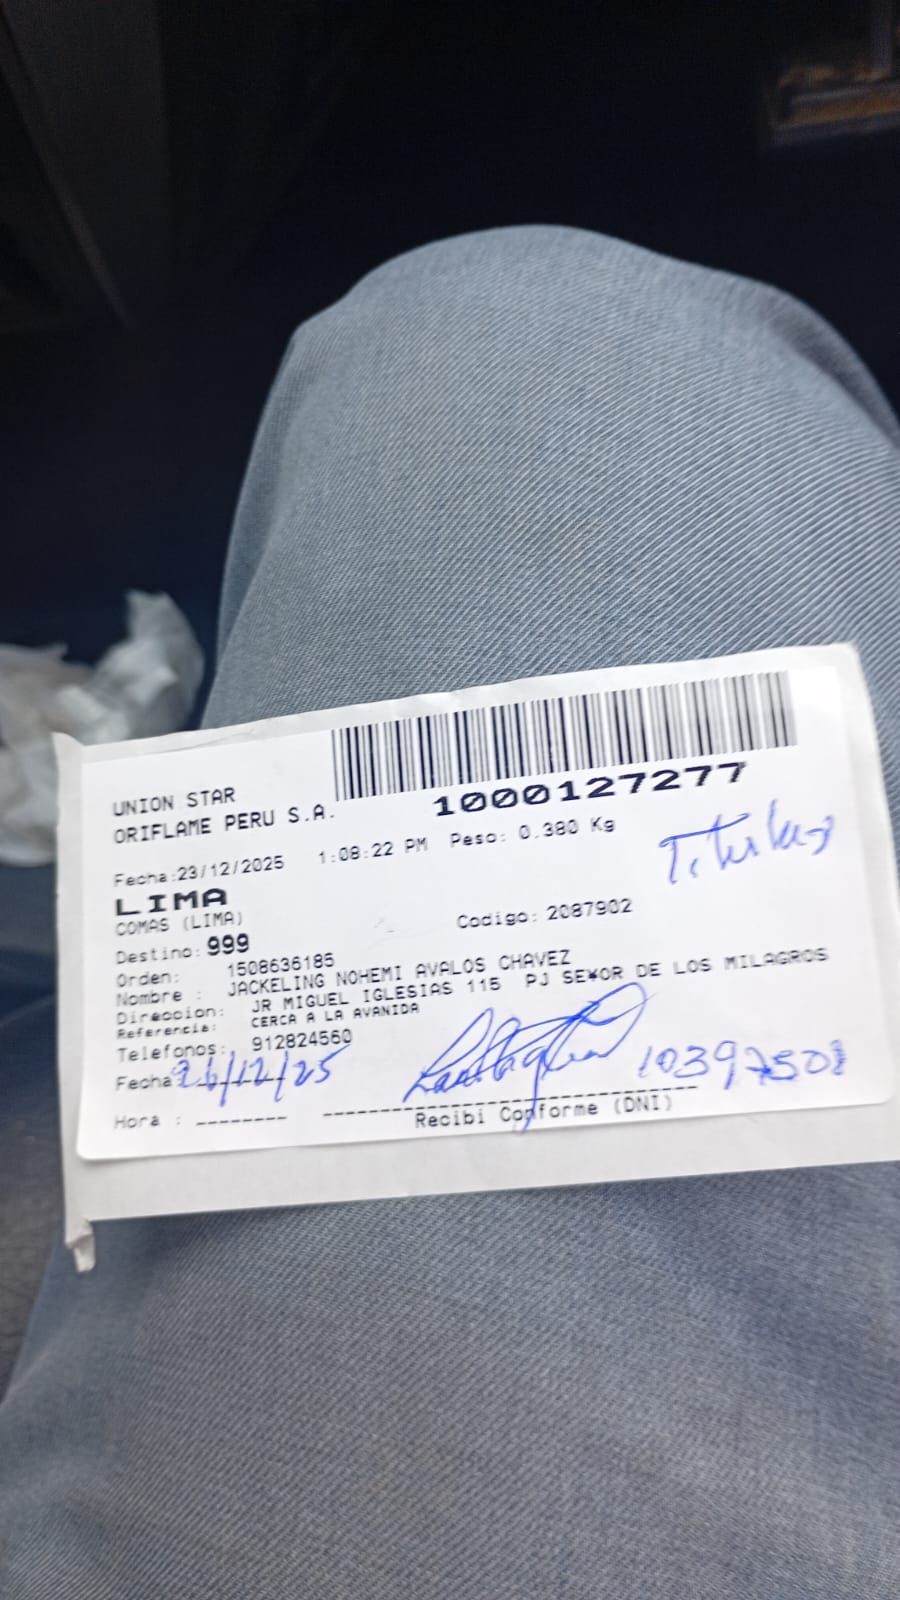 UNION STAR
ORIFLAME PERU S.A.
1000127277
Fecha:23/12/2025 1:08:22 PM Peso: 0.380 Kg
Titular
LIMA
COMAS (LIMA)
Codigo: 2087902
Destino: 999
Orden: 1508636185
Nombre : JACKELING NOHEMI AVALOS CHAVEZ
Direccion: JR MIGUEL IGLESIAS 115 PJ SE¥OR DE LOS MILAGROS
Referencia: CERCA A LA AVANIDA
Telefonos: 912824560
Fecha 26/12/25
10397508
Hora : --------
Recibi Conforme (DNI)